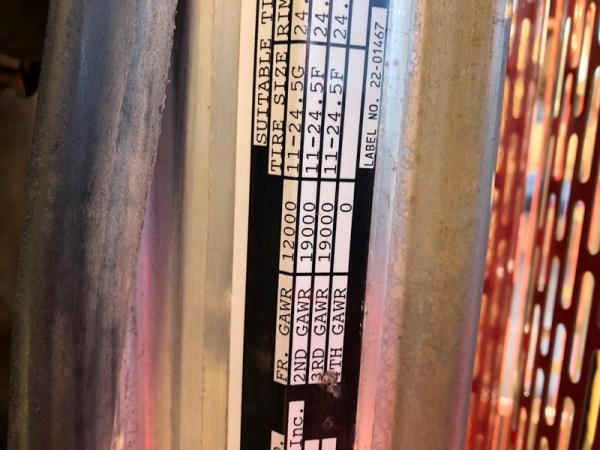 SUITABLE TI
TIRE SIZE RIM
FR. GAWR 12000 11-24.5G 24.
2ND GAWR 19000 11-24.5F 24.
3RD GAWR 19000 11-24.5F 24.
4TH GAWR 0
Inc.
LABEL NO. 22-01467